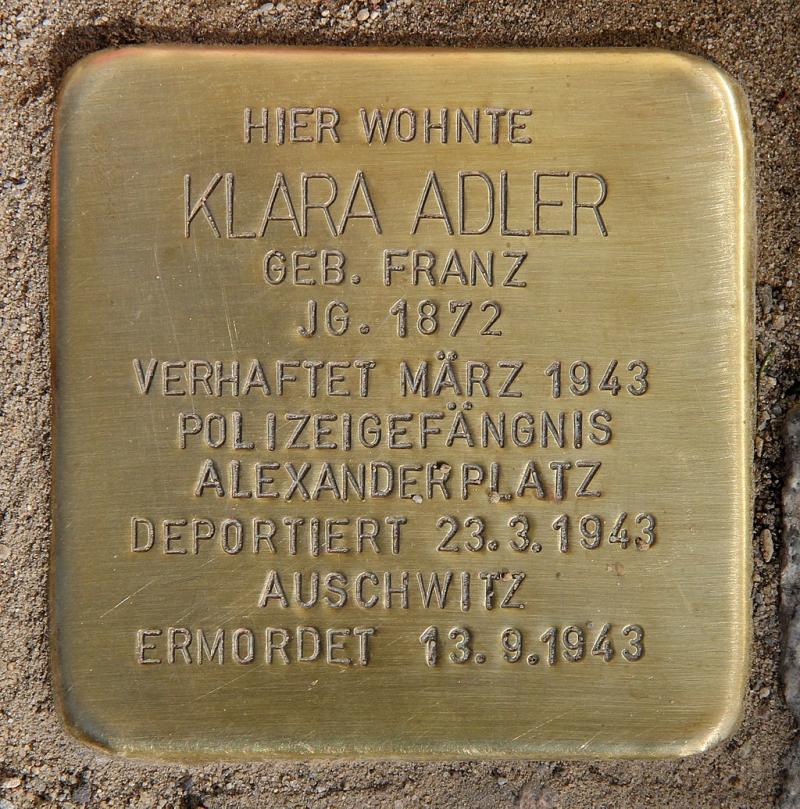 HIER WOHNTE
KLARA ADLER
GEB. FRANZ
JG. 1872
VERHAFTET MÄRZ 1943
POLIZEIGEFÄNGNIS
ALEXANDERPLATZ
DEPORTIERT 23.3.1943
AUSCHWITZ
ERMORDET 13.9.1943